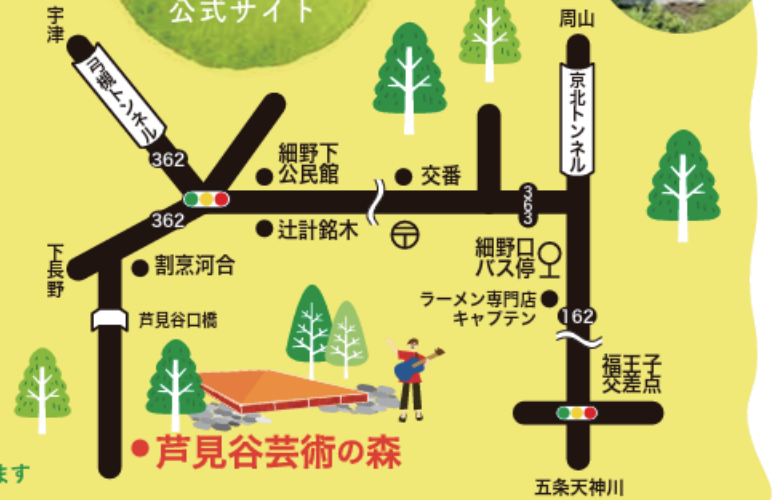 宇津
公式サイト
周山
弓槻トンネル
京北トンネル
362
細野下
公民館
交番
363
362
辻計銘木
〒
下長野
割烹河合
細野口
バス停
ラーメン専門店
キャプテン
芦見谷口橋
162
福王子
交差点
芦見谷芸術の森
ます
五条天神川